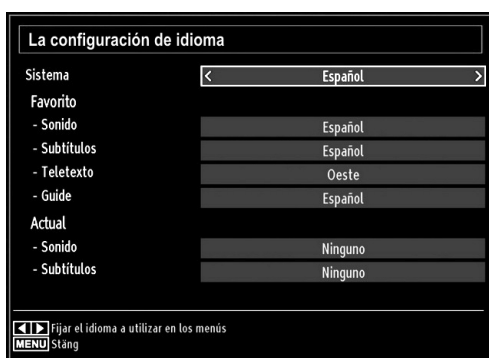 La configuración de idioma
Sistema < Español >
Favorito
- Sonido Español
- Subtítulos Español
- Teletexto Oeste
- Guide Español
Actual
- Sonido Ninguno
- Subtítulos Ninguno
Fijar el idioma a utilizar en los menús
MENU Stäng